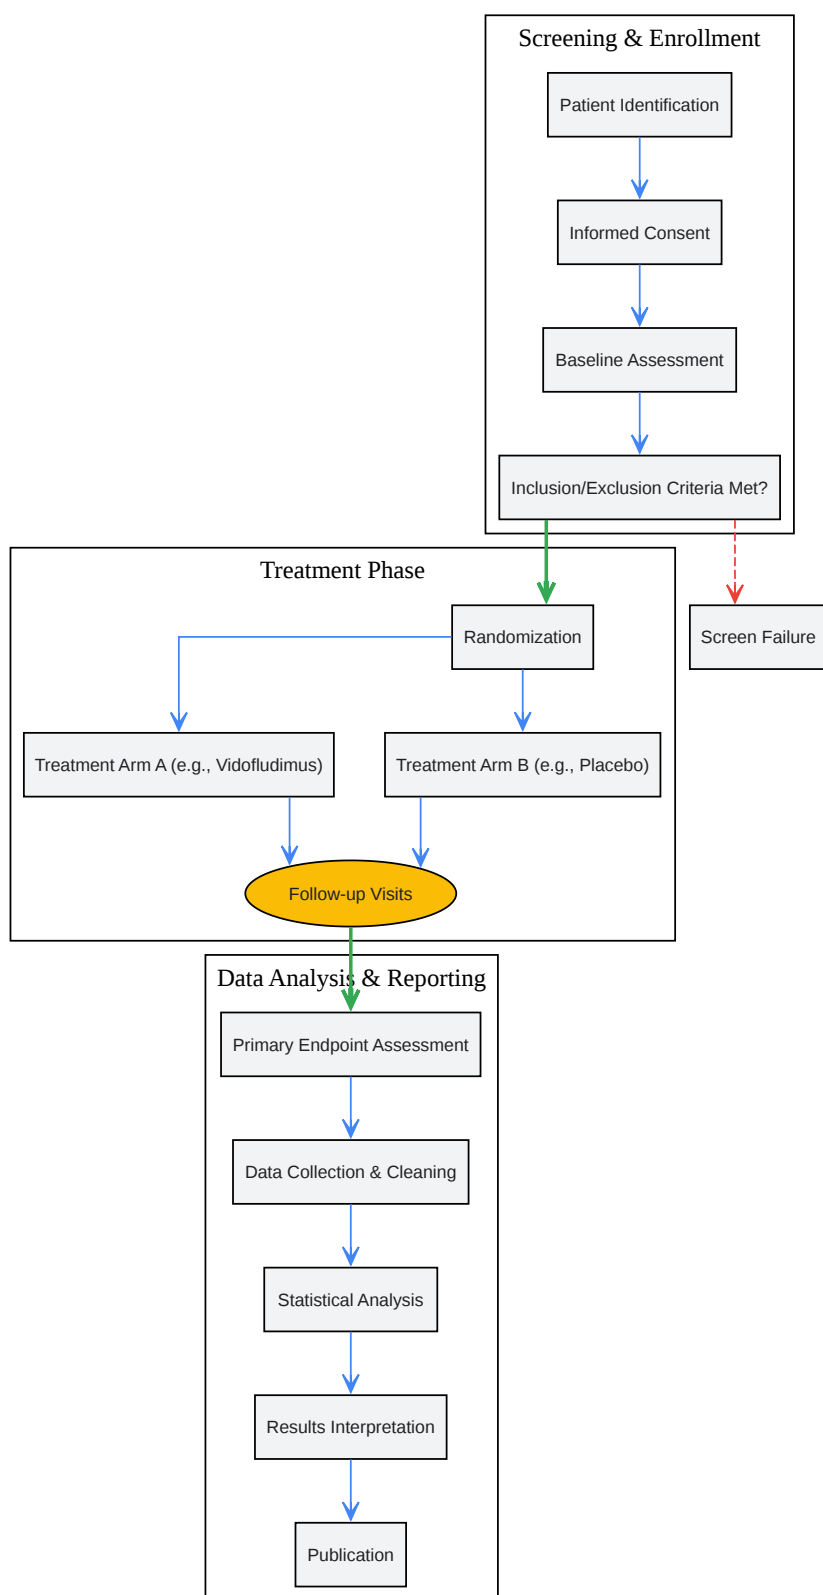 Screening & Enrollment
Patient Identification
Informed Consent
Baseline Assessment
Inclusion/Exclusion Criteria Met?
Treatment Phase
Randomization
Screen Failure
Treatment Arm A (e.g., Vidofludimus)
Treatment Arm B (e.g., Placebo)
Follow-up Visits
Data Analysis & Reporting
Primary Endpoint Assessment
Data Collection & Cleaning
Statistical Analysis
Results Interpretation
Publication